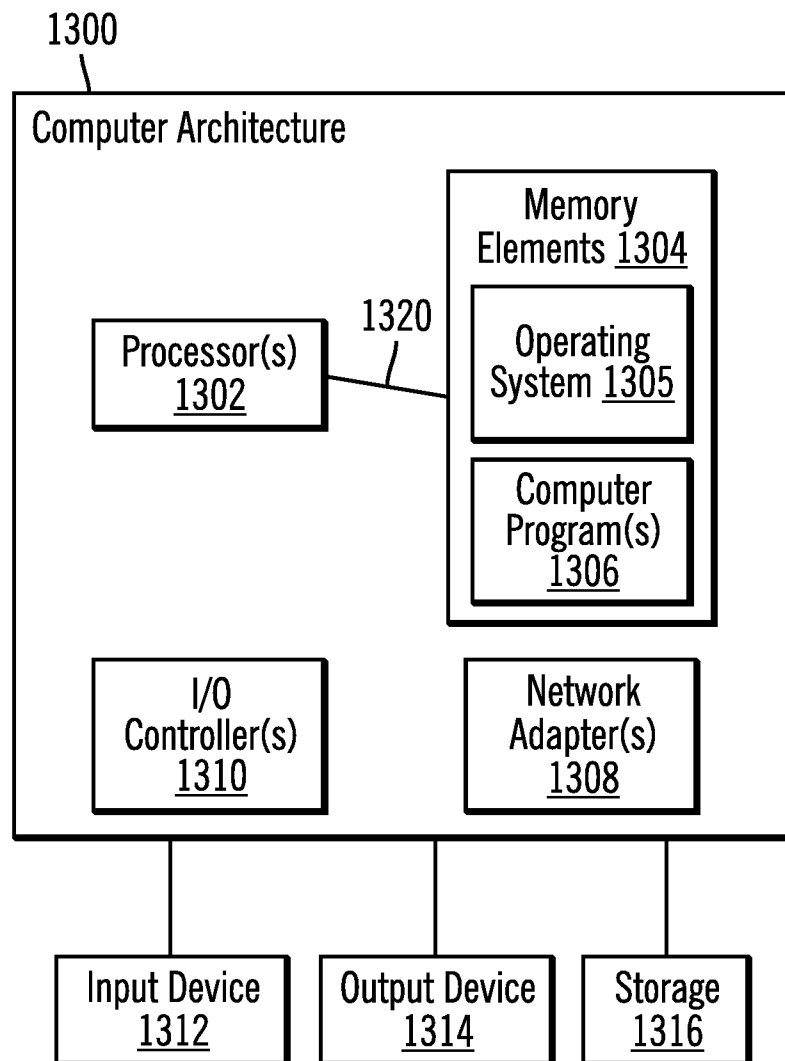 1300
Computer Architecture
Memory
Elements 1304
1320
Processor(s)
1302
Operating
System 1305
Computer
Program(s)
1306
I/O
Controller(s)
1310
Network
Adapter(s)
1308
Input Device
1312
Output Device
1314
Storage
1316